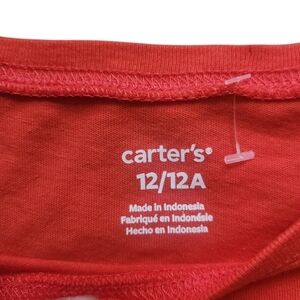 carter's®
12/12A
Made in Indonesia
Fabriqué en Indonésie
Hecho en Indonesia